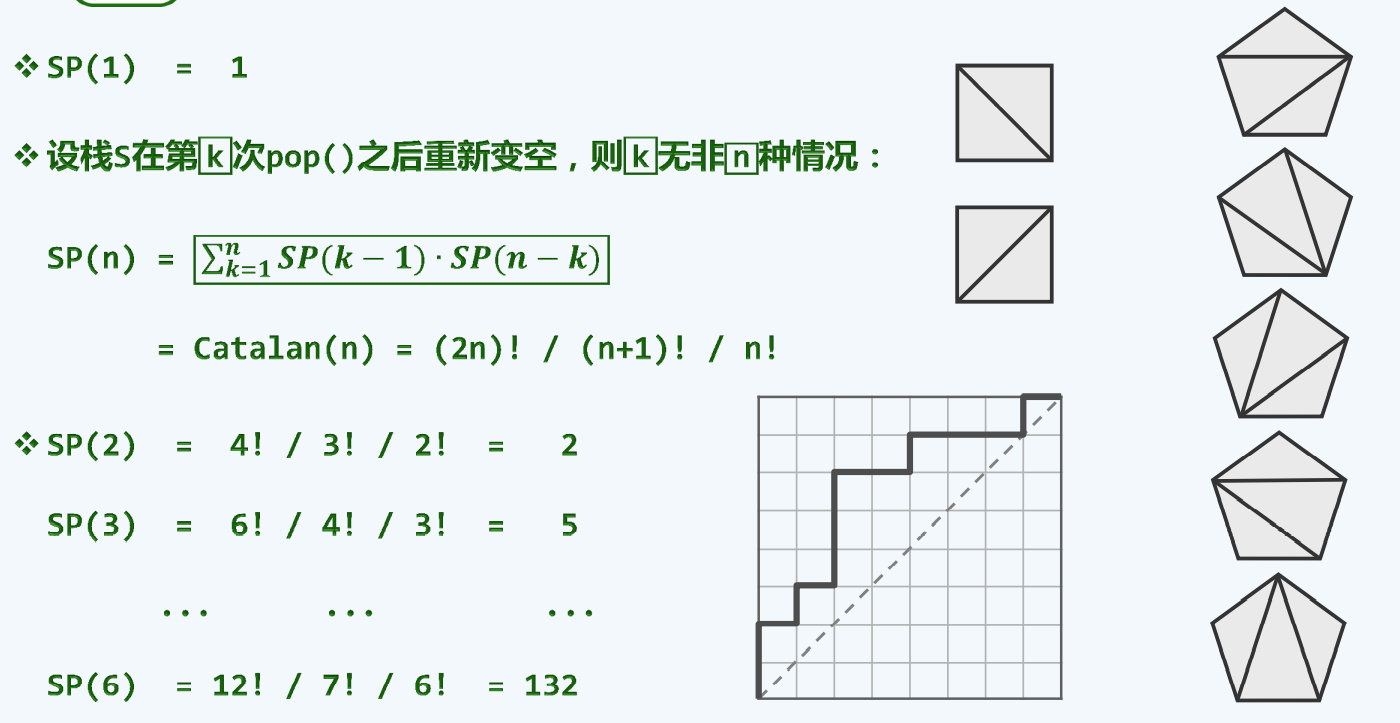 ❖ SP(1) = 1
❖ 设栈S在第k次pop()之后重新变空，则k无非n种情况：
SP(n) = ∑ⁿₖ₌₁ SP(k − 1) · SP(n − k)
= Catalan(n) = (2n)! / (n+1)! / n!
❖ SP(2) = 4! / 3! / 2! = 2
SP(3) = 6! / 4! / 3! = 5
... ... ...
SP(6) = 12! / 7! / 6! = 132